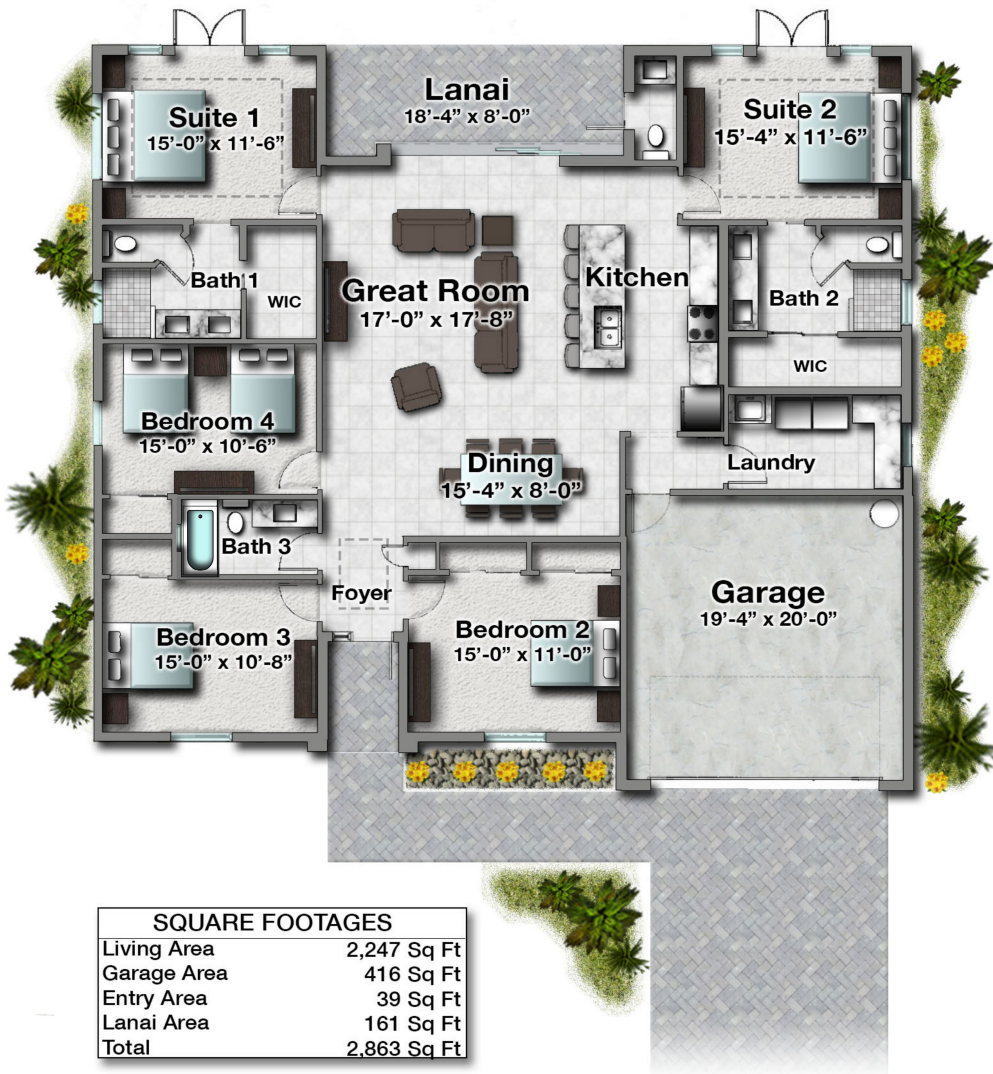 Lanai
18'-4" x 8'-0"
Suite 1
15'-0" x 11'-6"
Suite 2
15'-4" x 11'-6"
Bath 1
WIC
Great Room
17'-0" x 17'-8"
Kitchen
Bath 2
WIC
Bedroom 4
15'-0" x 10'-6"
Dining
15'-4" x 8'-0"
Laundry
Bath 3
Foyer
Garage
19'-4" x 20'-0"
Bedroom 3
15'-0" x 10'-8"
Bedroom 2
15'-0" x 11'-0"
SQUARE FOOTAGES
Living Area 2,247 Sq Ft
Garage Area 416 Sq Ft
Entry Area 39 Sq Ft
Lanai Area 161 Sq Ft
Total 2,863 Sq Ft